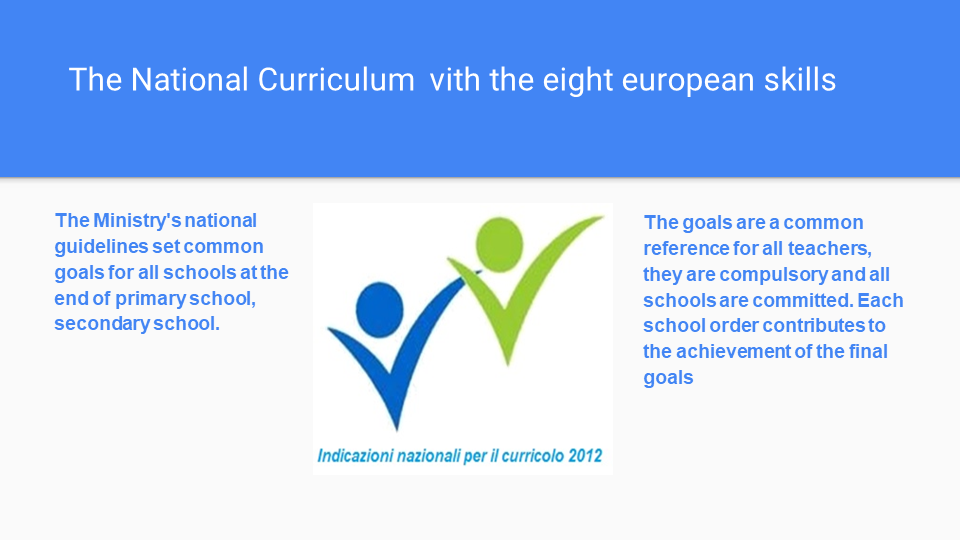 The National Curriculum vith the eight european skills
The Ministry's national
guidelines set common
goals for all schools at the
end of primary school,
secondary school.
Indicazioni nazionali per il curricolo 2012
The goals are a common
reference for all teachers,
they are compulsory and all
schools are committed. Each
school order contributes to
the achievement of the final
goals